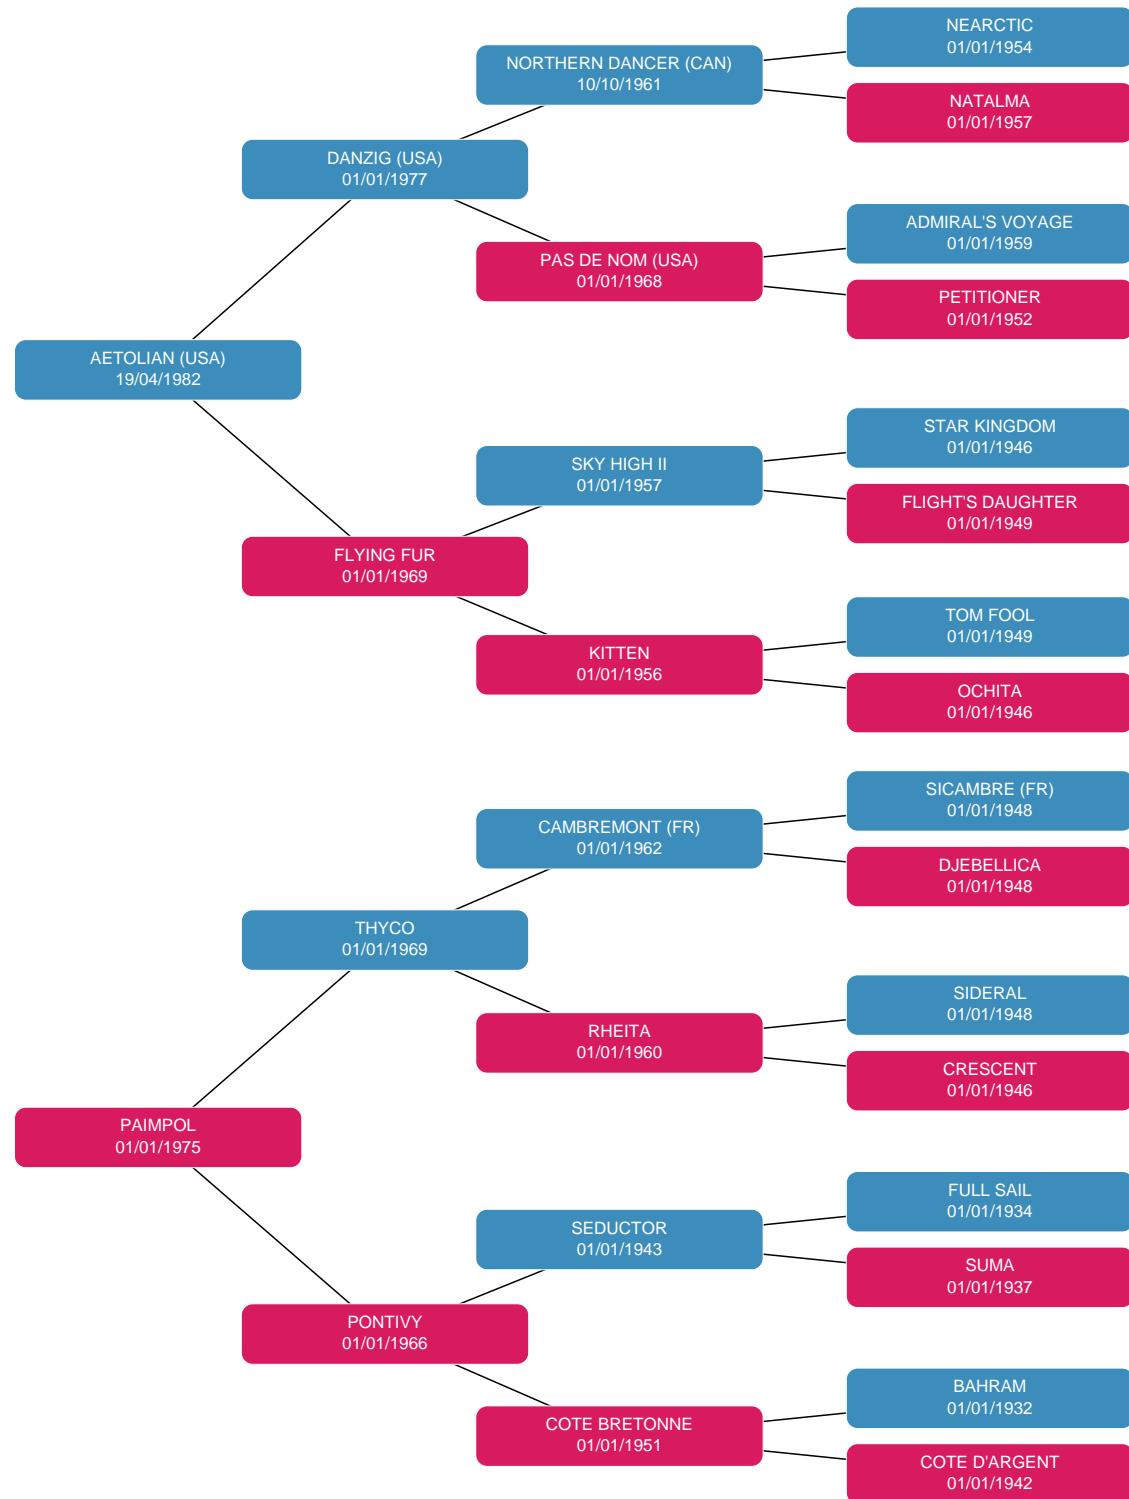 NEARCTIC
01/01/1954
NORTHERN DANCER (CAN)
10/10/1961
NATALMA
01/01/1957
DANZIG (USA)
01/01/1977
ADMIRAL'S VOYAGE
01/01/1959
PAS DE NOM (USA)
01/01/1968
PETITIONER
01/01/1952
AETOLIAN (USA)
19/04/1982
STAR KINGDOM
01/01/1946
SKY HIGH II
01/01/1957
FLIGHT'S DAUGHTER
01/01/1949
FLYING FUR
01/01/1969
TOM FOOL
01/01/1949
KITTEN
01/01/1956
OCHITA
01/01/1946
SICAMBRE (FR)
01/01/1948
CAMBREMONT (FR)
01/01/1962
DJEBELLICA
01/01/1948
THYCO
01/01/1969
SIDERAL
01/01/1948
RHEITA
01/01/1960
CRESCENT
01/01/1946
PAIMPOL
01/01/1975
FULL SAIL
01/01/1934
SEDUCTOR
01/01/1943
SUMA
01/01/1937
PONTIVY
01/01/1966
BAHRAM
01/01/1932
COTE BRETONNE
01/01/1951
COTE D'ARGENT
01/01/1942